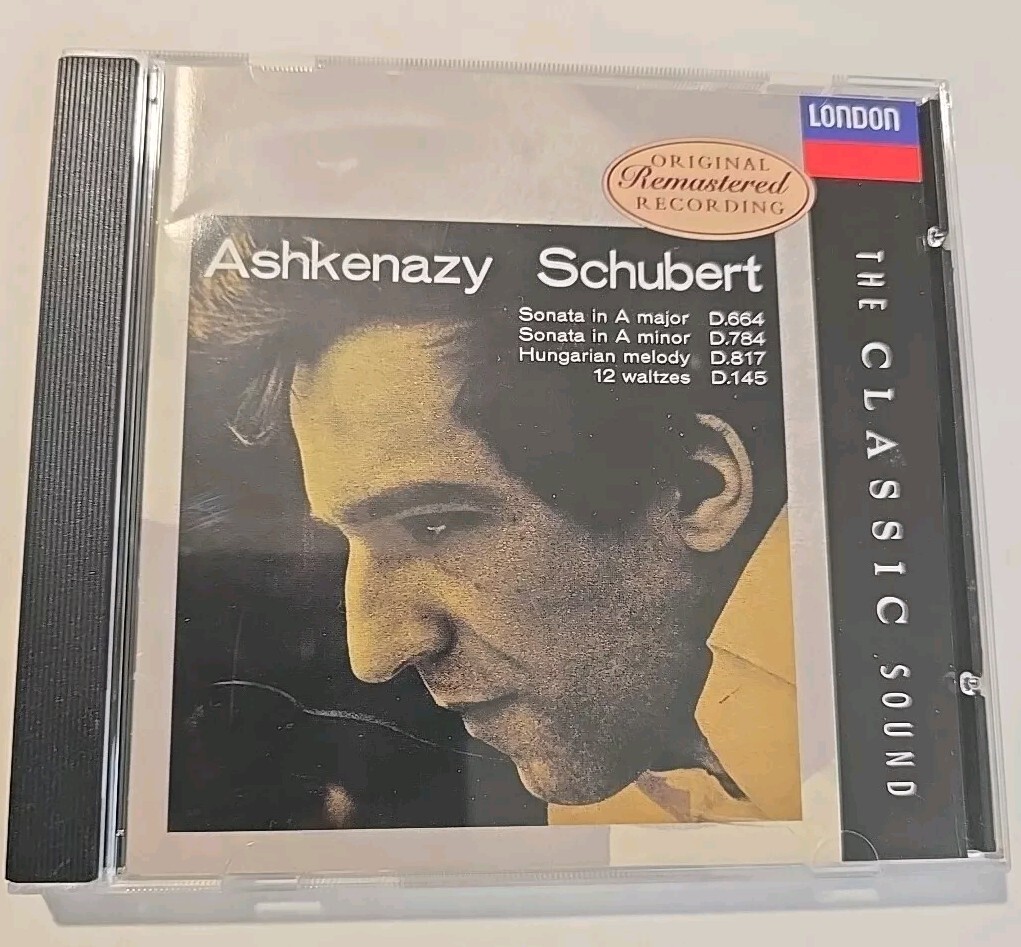 LONDON
ORIGINAL
Remastered
RECORDING
Ashkenazy Schubert
Sonata in A major D.664
Sonata in A minor D.784
Hungarian melody D.817
12 waltzes D.145
THE CLASSIC SOUND